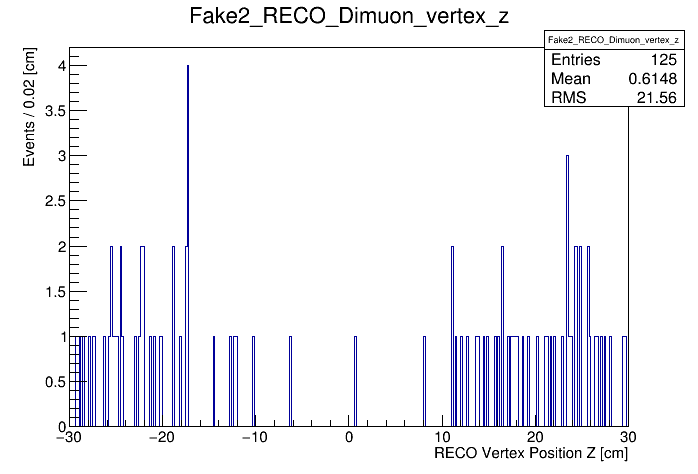 Fake2_RECO_Dimuon_vertex_z
Fake2_RECO_Dimuon_vertex_z
Entries 125
Mean 0.6148
RMS 21.56
Events / 0.02 [cm]
4
3.5
3
2.5
2
1.5
1
0.5
0
−30 −20 −10 0 10 20 30
RECO Vertex Position Z [cm]